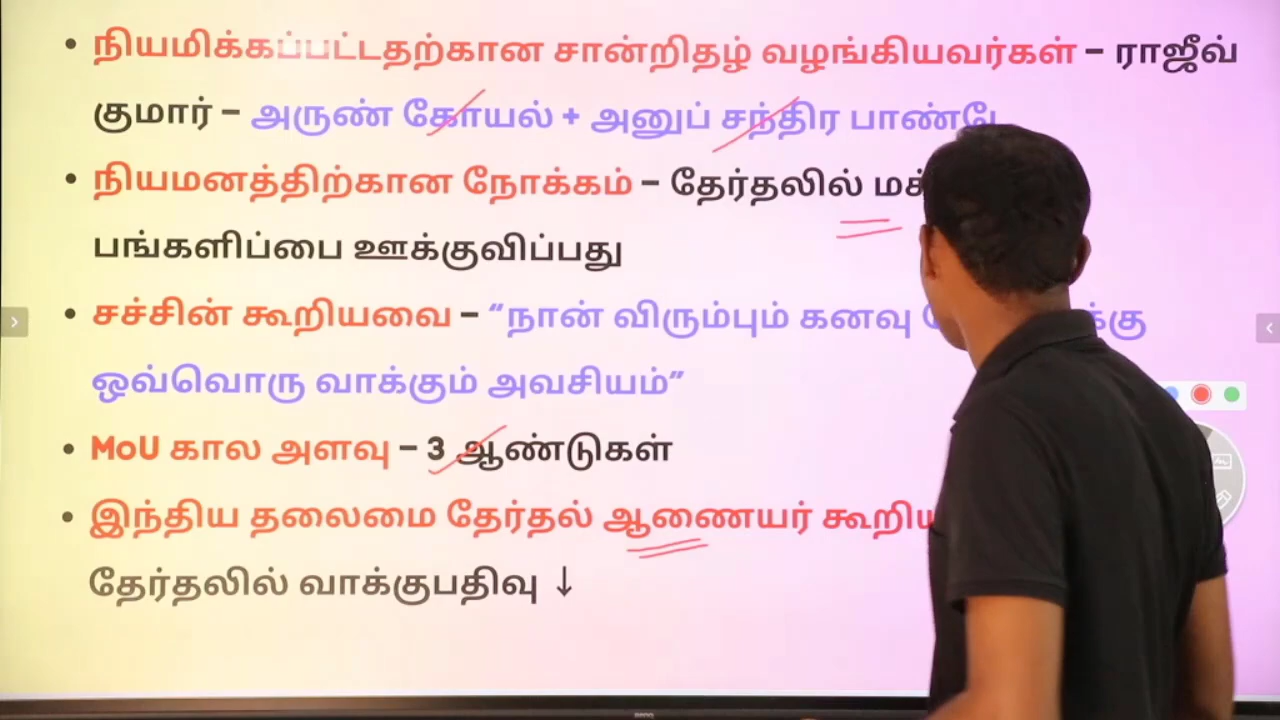 • நியமிக்கப்பட்டதற்கான சான்றிதழ் வழங்கியவர்கள் – ராஜீவ்
குமார் – அருண் கோயல் + அனுப் சந்திர பாண்டே
• நியமனத்திற்கான நோக்கம் – தேர்தலில்
பங்களிப்பை ஊக்குவிப்பது
• சச்சின் கூறியவை – “நான் விரும்பும் கனவு
ஒவ்வொரு வாக்கும் அவசியம்”
• MoU கால அளவு – 3 ஆண்டுகள்
• இந்திய தலைமை தேர்தல் ஆணையர்
தேர்தலில் வாக்குபதிவு ↓